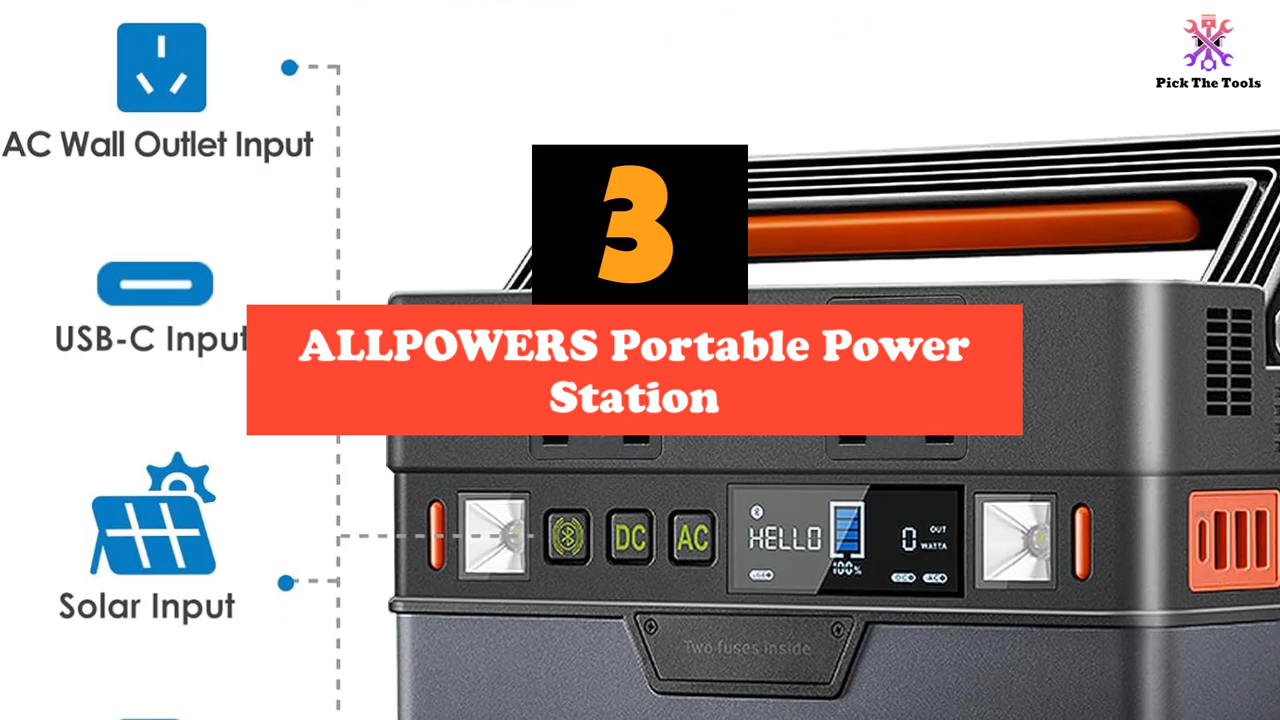 Pick The Tools
AC Wall Outlet Input
3
USB-C Input
ALLPOWERS Portable Power
Station
Solar Input
DC
AC
HELLO
100%
0
OUT
WATTA
Two fuses inside